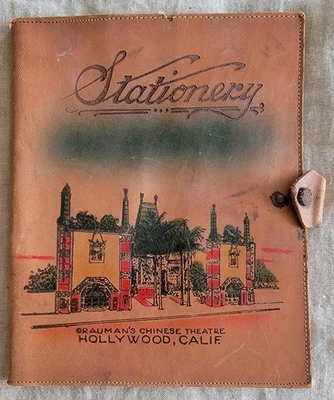 Stationery
GRAUMAN'S CHINESE THEATRE
HOLLYWOOD, CALIF.